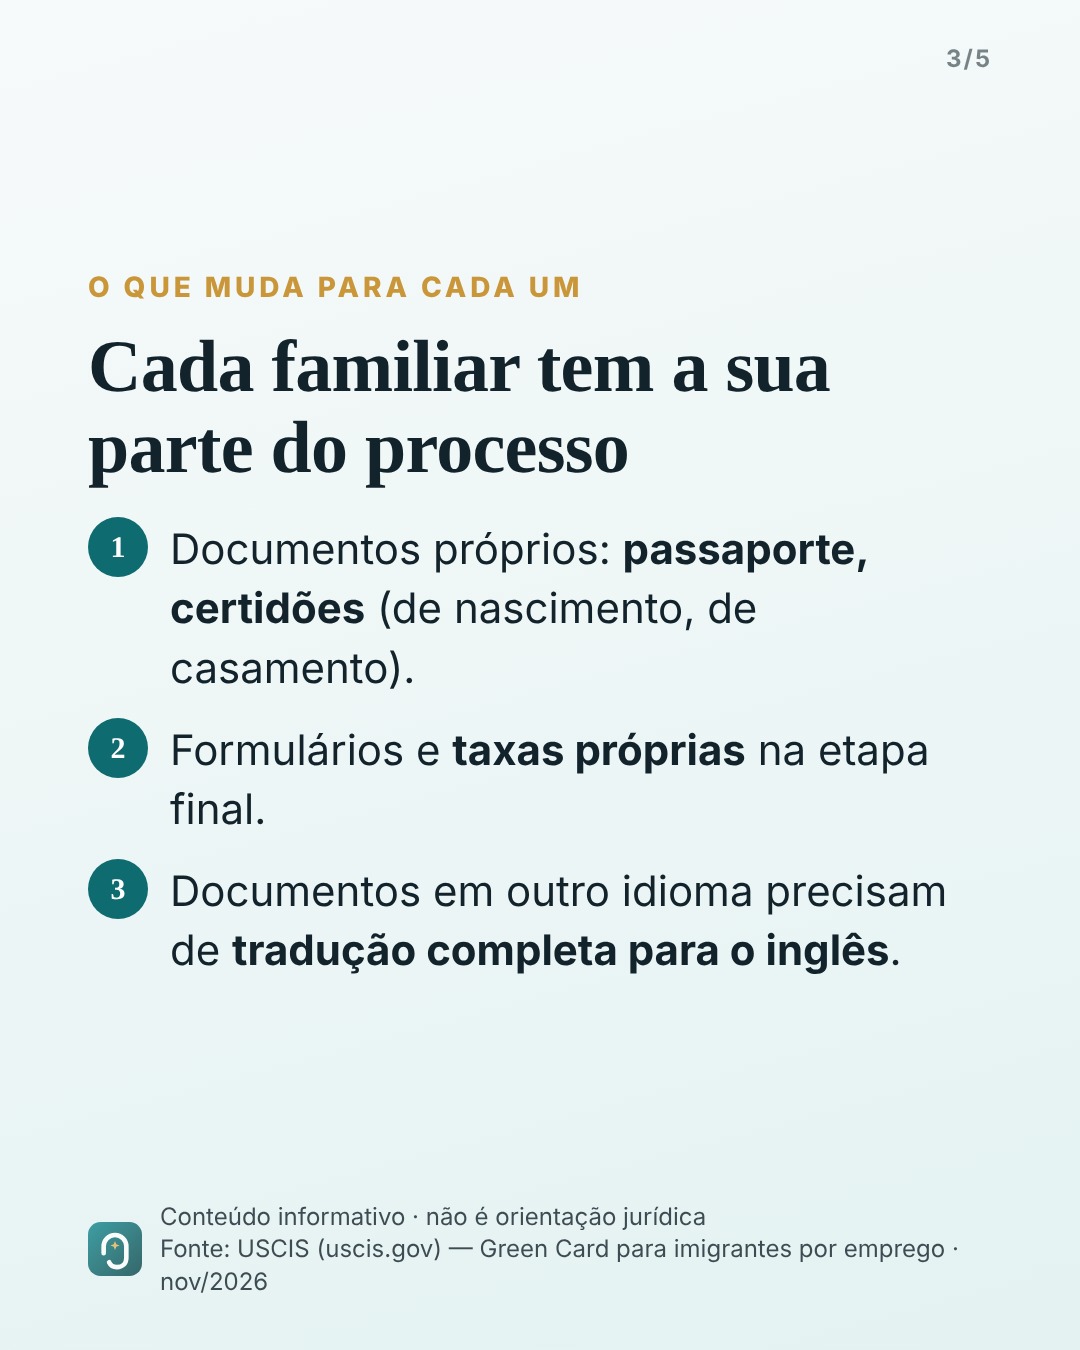 3/5
O QUE MUDA PARA CADA UM
Cada familiar tem a sua
parte do processo
1 Documentos próprios: passaporte,
certidões (de nascimento, de
casamento).
2 Formulários e taxas próprias na etapa
final.
3 Documentos em outro idioma precisam
de tradução completa para o inglês.
Conteúdo informativo · não é orientação jurídica
Fonte: USCIS (uscis.gov) — Green Card para imigrantes por emprego ·
nov/2026